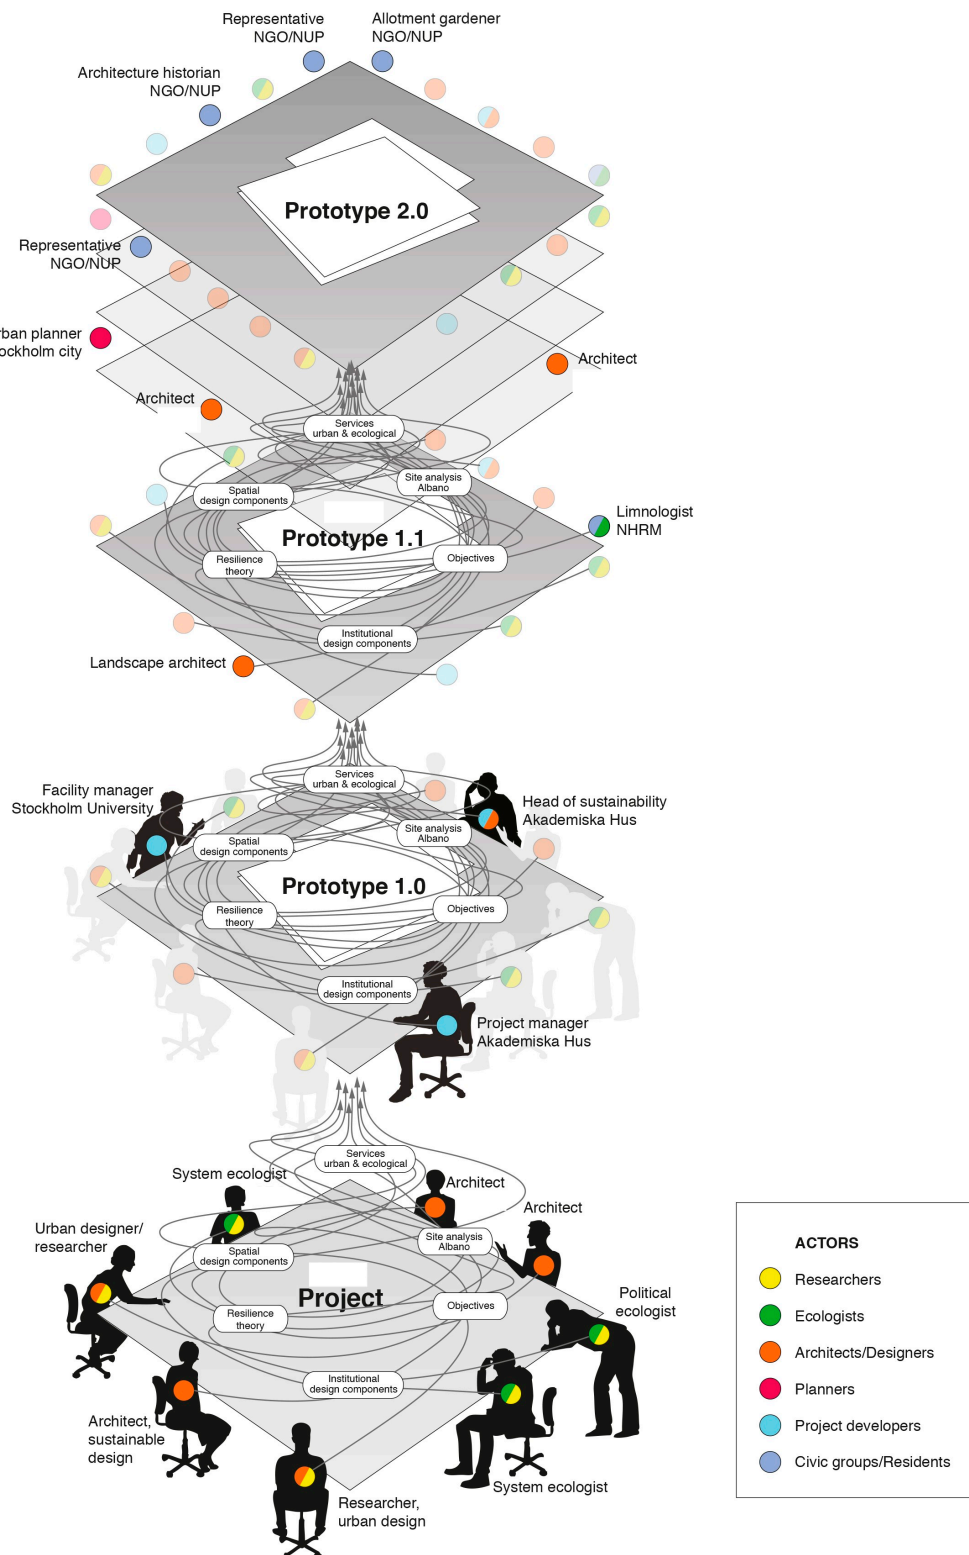 Representative
NGO/NUP
Allotment gardener
NGO/NUP
Architecture historian
NGO/NUP
Prototype 2.0
Representative
NGO/NUP
rban planner
ockholm city
Architect
Architect
Services
urban & ecological
Spatial
design components
Site analysis
Albano
Limnologist
NHRM
Prototype 1.1
Resilience
theory
Objectives
Institutional
design components
Landscape architect
Services
urban & ecological
Facility manager
Stockholm University
Head of sustainability
Akademiska Hus
Site analysis
Albano
Spatial
design components
Prototype 1.0
Resilience
theory
Objectives
Institutional
design components
Project manager
Akademiska Hus
Services
urban & ecological
System ecologist
Architect
Architect
Urban designer/
researcher
Site analysis
Albano
Spatial
design components
Project
Objectives
Resilience
theory
Political
ecologist
Institutional
design components
Architect,
sustainable
design
System ecologist
Researcher,
urban design
ACTORS
Researchers
Ecologists
Architects/Designers
Planners
Project developers
Civic groups/Residents